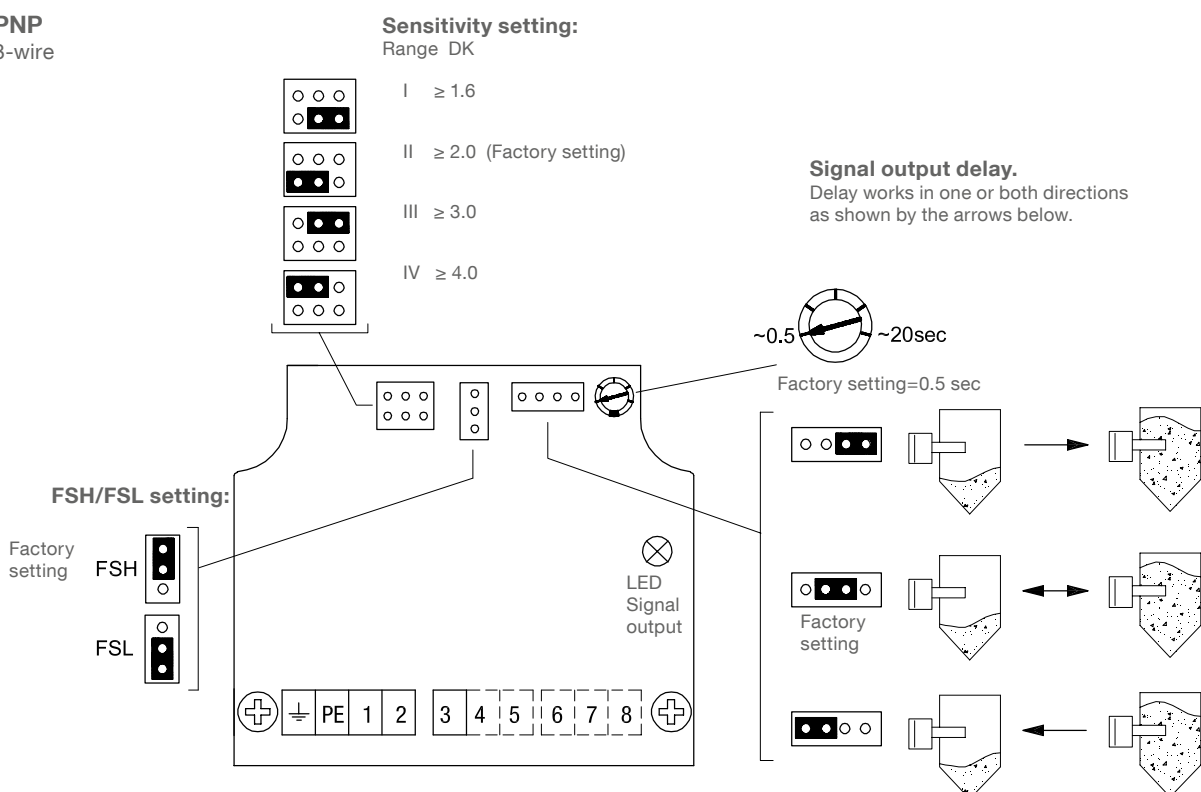 PNP
3-wire
Sensitivity setting:
Range DK
I ≥ 1.6
II ≥ 2.0 (Factory setting)
III ≥ 3.0
IV ≥ 4.0
Signal output delay.
Delay works in one or both directions
as shown by the arrows below.
~0.5 ~20sec
Factory setting=0.5 sec
FSH/FSL setting:
Factory
setting
FSH
FSL
LED
Signal
output
Factory
setting
PE 1 2 3 4 5 6 7 8